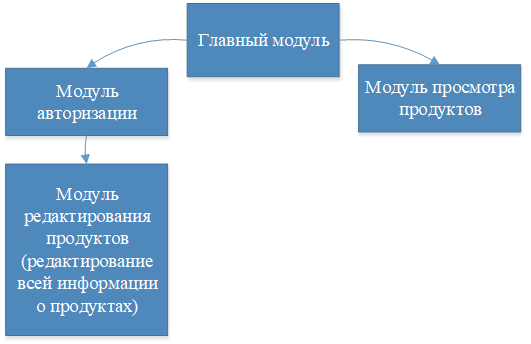 Главный модуль
Модуль
авторизации
Модуль просмотра
продуктов
Модуль
редактирования
продуктов
(редактирование
всей информации
о продуктах)